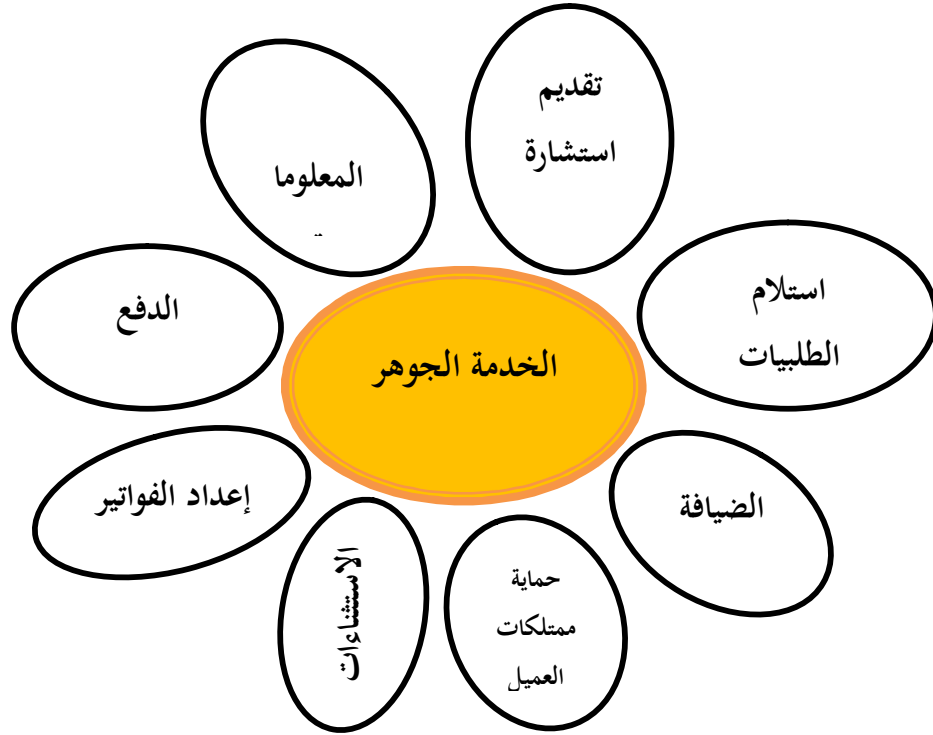 تقديم
استشارة
المعلوما
استلام
الطلبيات
الدفع
الخدمة الجوهر
إعداد الفواتير
الضيافة
الاستثناءات
حماية
ممتلكات
العميل